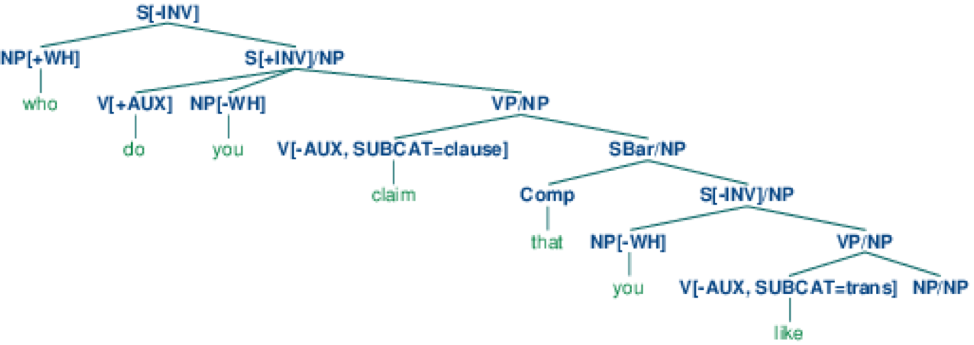 S[-INV]
NP[+WH] S[+INV]/NP
who V[+AUX] NP[-WH] VP/NP
do you V[-AUX, SUBCAT=clause] SBar/NP
claim Comp S[-INV]/NP
that NP[-WH] VP/NP
you V[-AUX, SUBCAT=trans] NP/NP
like